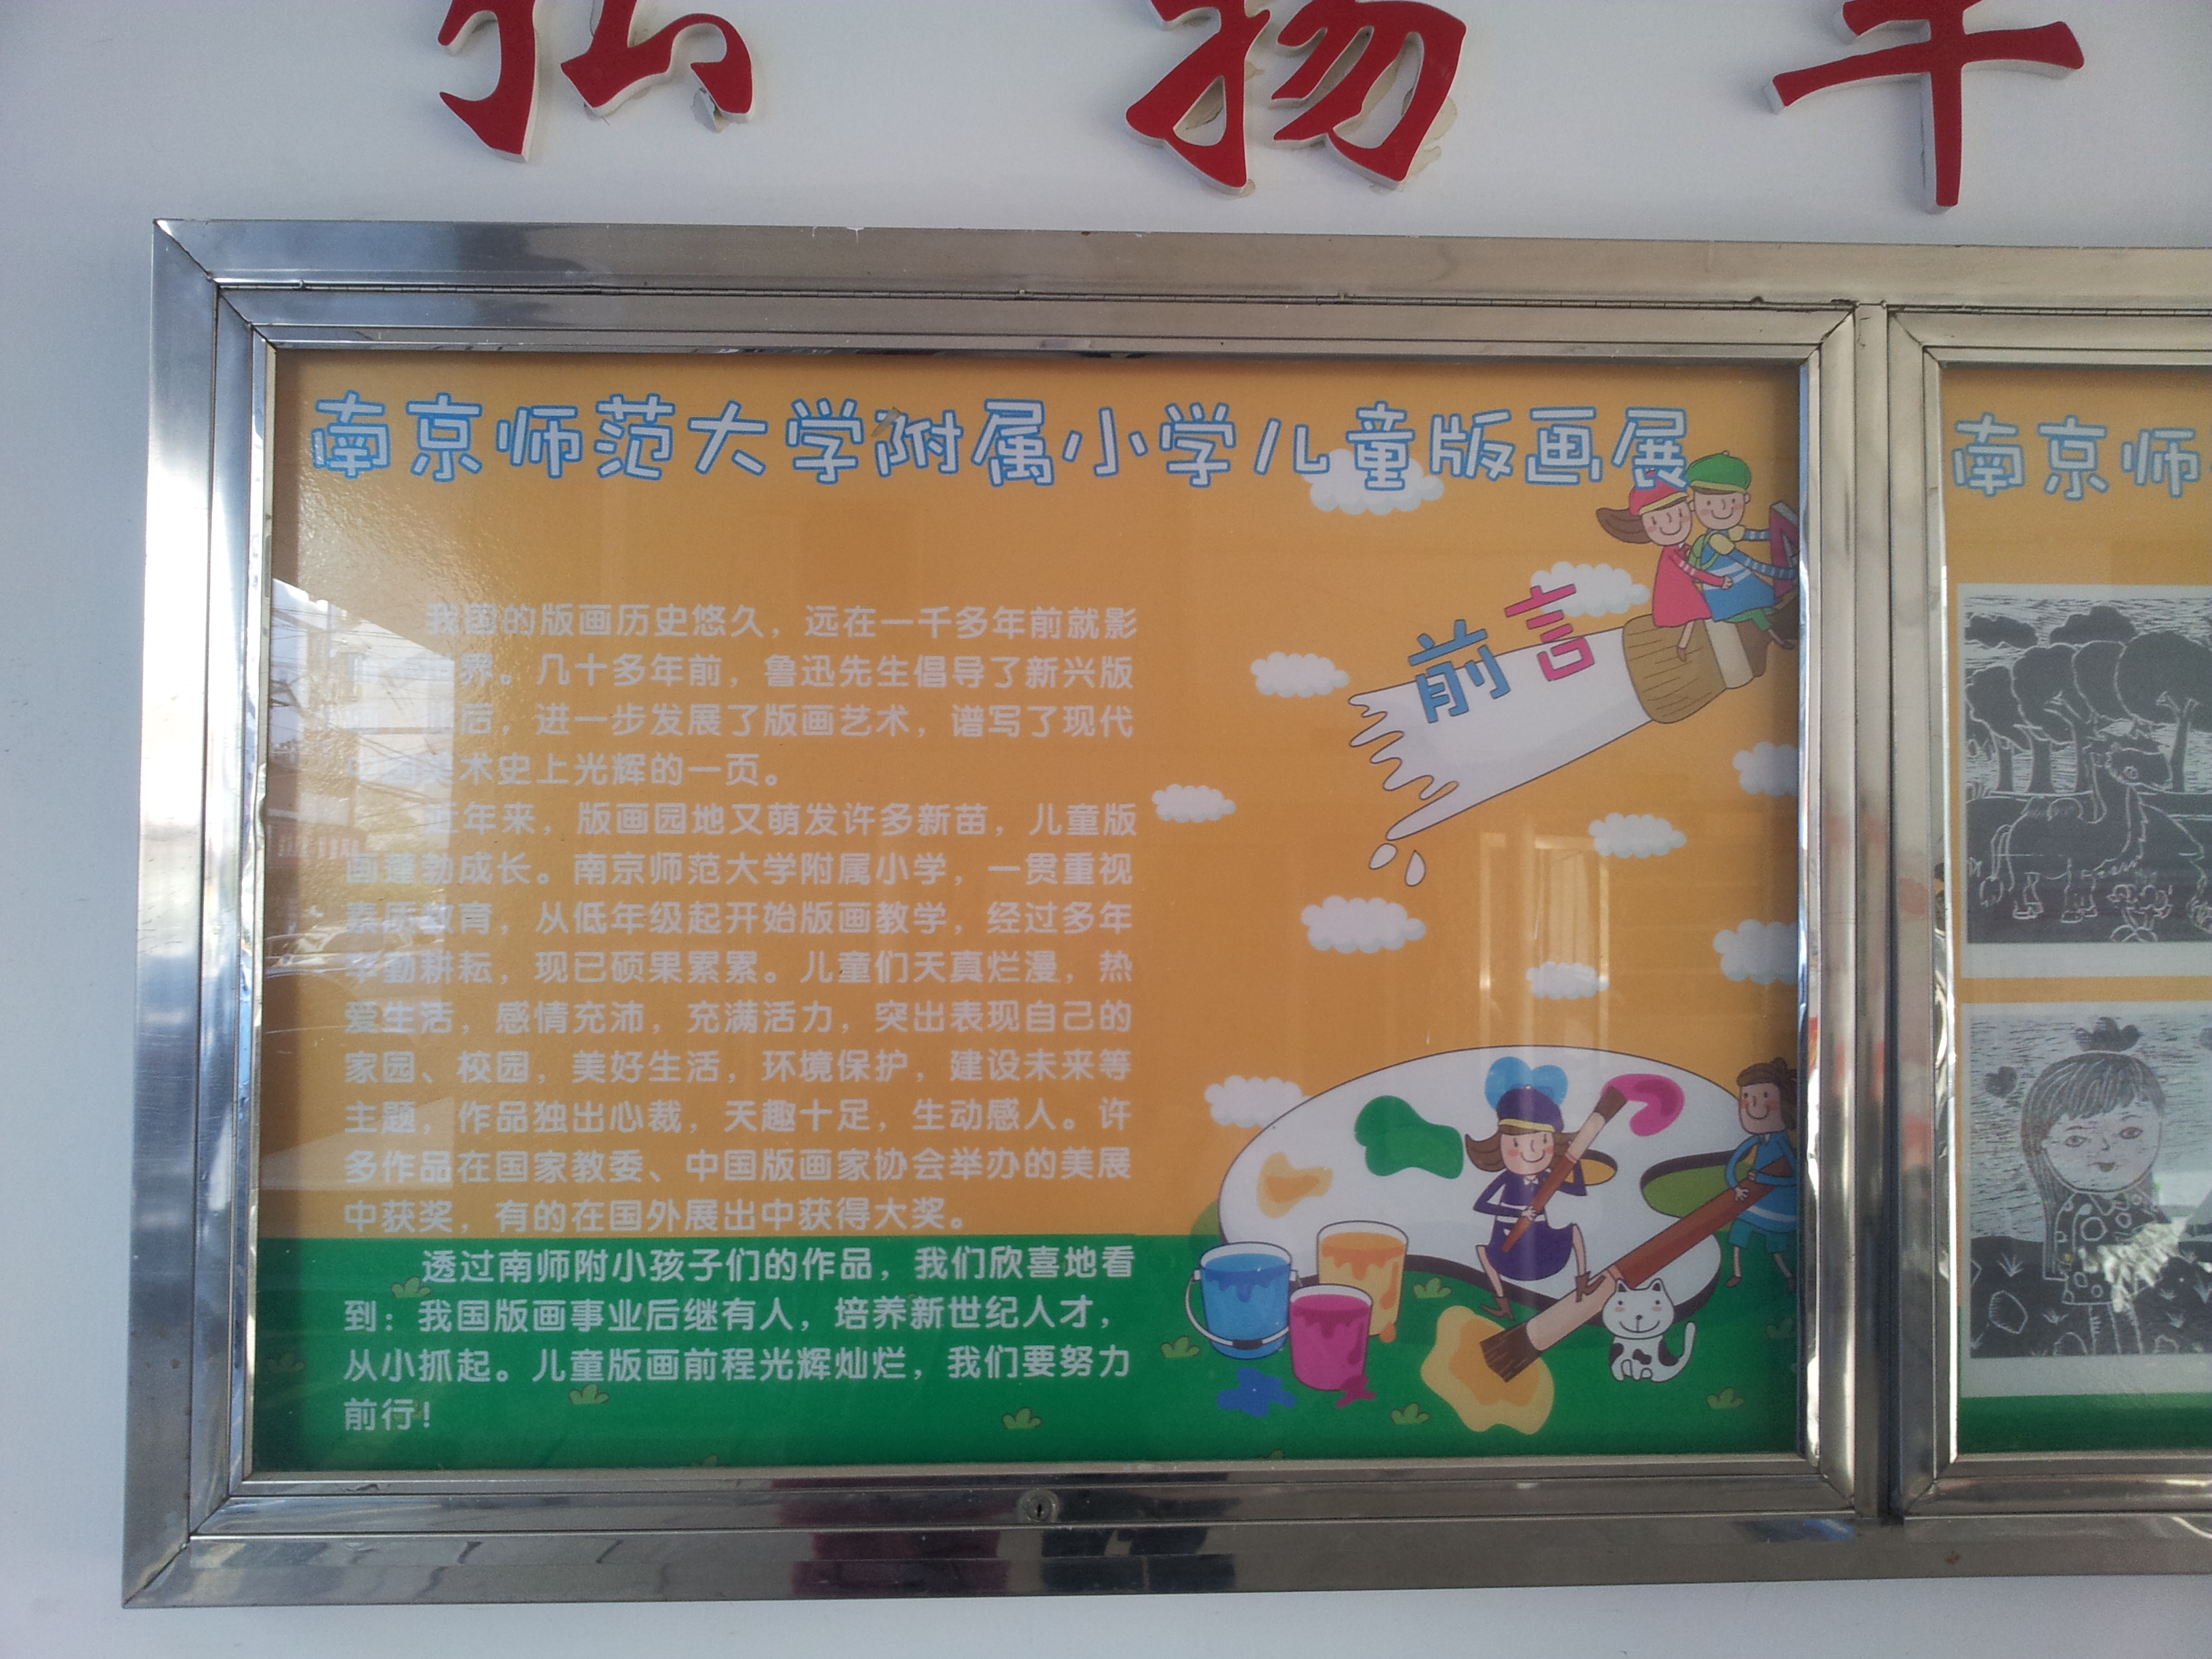 弘扬
南京师范大学附属小学儿童版画展
南京师
前言
我国的版画历史悠久，远在一千多年前就影
界。几十多年前，鲁迅先生倡导了新兴版
后，进一步发展了版画艺术，谱写了现代
美术史上光辉的一页。
近年来，版画园地又萌发许多新苗，儿童版
画蓬勃成长。南京师范大学附属小学，一贯重视
素质教育，从低年级起开始版画教学，经过多年
辛勤耕耘，现已硕果累累。儿童们天真烂漫，热
爱生活，感情充沛，充满活力，突出表现自己的
家园、校园，美好生活，环境保护，建设未来等
主题，作品独出心裁，天趣十足，生动感人。许
多作品在国家教委、中国版画家协会举办的美展
中获奖，有的在国外展出中获得大奖。
透过南师附小孩子们的作品，我们欣喜地看
到：我国版画事业后继有人，培养新世纪人才，
从小抓起。儿童版画前程光辉灿烂，我们要努力
前行！